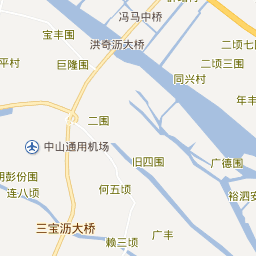 冯马中桥
宝丰围
洪奇沥大桥
二顷七围
平村
巨隆围
二顷三围
同兴村
年丰
二围
中山通用机场
旧四围
广德围
彭份围
何五顷
连八顷
裕泗安
三宝沥大桥
广丰
赖三顷